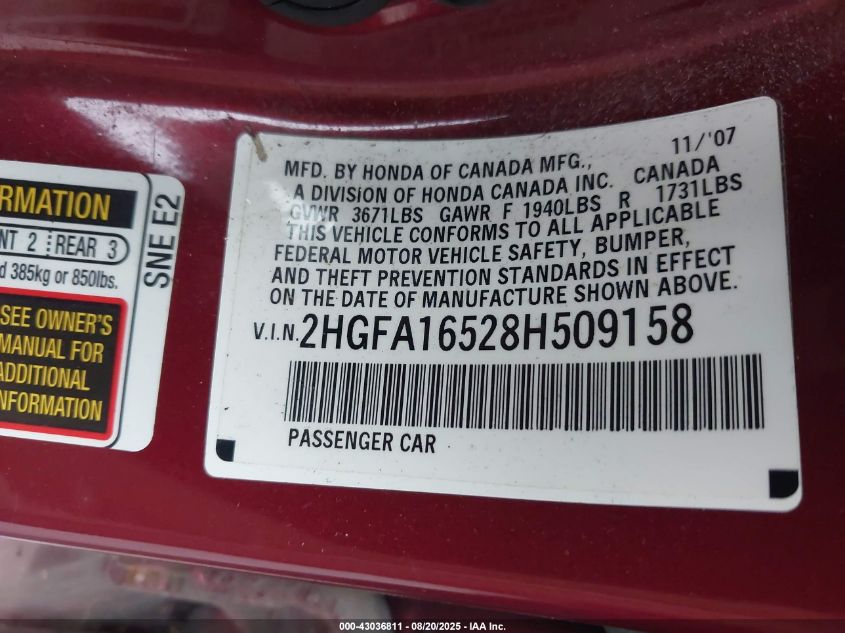 RMATION
NT 2 REAR 3
d 385kg or 850lbs.
SEE OWNER'S
MANUAL FOR
ADDITIONAL
INFORMATION
SNE E2
11/'07
MFD. BY HONDA OF CANADA MFG.,
A DIVISION OF HONDA CANADA INC. CANADA
GVWR 3671LBS GAWR F 1940LBS R 1731LBS
THIS VEHICLE CONFORMS TO ALL APPLICABLE
FEDERAL MOTOR VEHICLE SAFETY, BUMPER,
AND THEFT PREVENTION STANDARDS IN EFFECT
ON THE DATE OF MANUFACTURE SHOWN ABOVE.
V.I.N. 2HGFA16528H509158
PASSENGER CAR
000-43036811 - 08/20/2025 - IAA Inc.